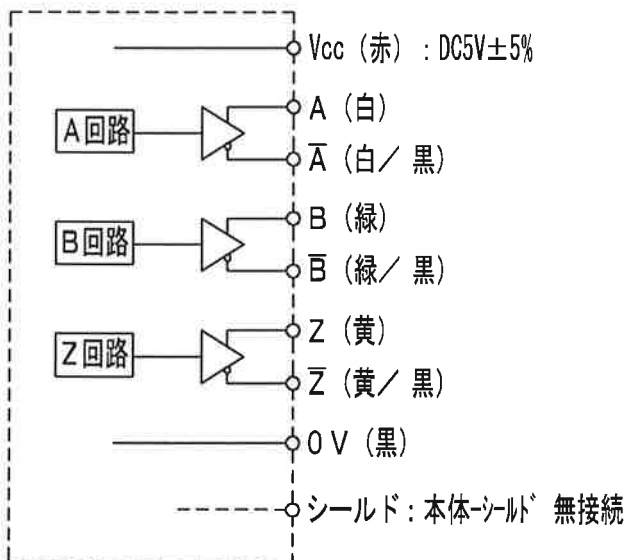 Vcc（赤）：DC5V±5%
A回路
A（白）
A̅（白／黒）
B回路
B（緑）
B̅（緑／黒）
Z回路
Z（黄）
Z̅（黄／黒）
0V（黒）
シールド：本体-ｼｰﾙﾄﾞ 無接続